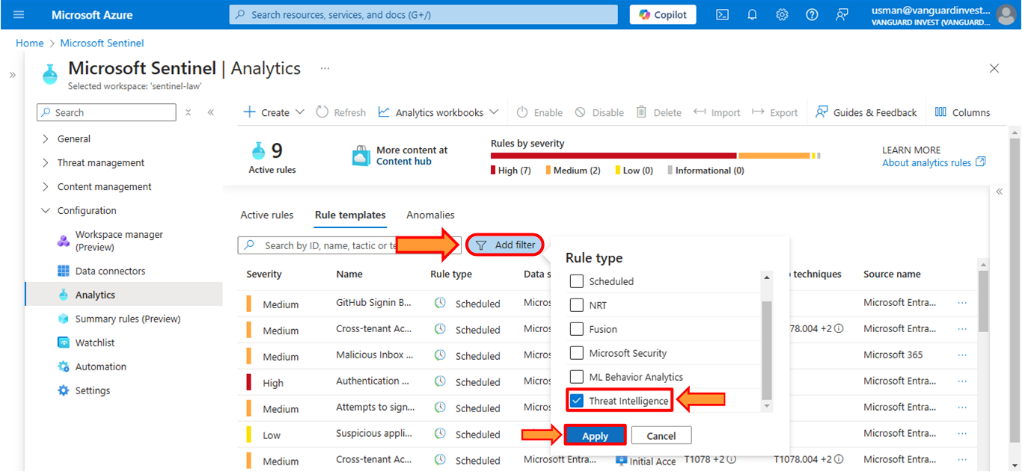 Microsoft Azure
Search resources, services, and docs (G+/)
Copilot
usman@vanguardinvest...
VANGUARD INVEST (VANGUARD...
Home > Microsoft Sentinel
Microsoft Sentinel | Analytics ...
Selected workspace: 'sentinel-law'
Search
General
Threat management
Content management
Configuration
Workspace manager
(Preview)
Data connectors
Analytics
Summary rules (Preview)
Watchlist
Automation
Settings
Create Refresh Analytics workbooks Enable Disable Delete Import Export Guides & Feedback Columns
9
Active rules
More content at
Content hub
Rules by severity
High (7) Medium (2) Low (0) Informational (0)
LEARN MORE
About analytics rules
Active rules Rule templates Anomalies
Search by ID, name, tactic or te
Add filter
Severity Name Rule type Data s techniques Source name
Medium GitHub Signin B... Scheduled Micros Microsoft Entra... ...
Medium Cross-tenant Ac... Scheduled Micros 1078.004 +2 Microsoft Entra... ...
Medium Malicious Inbox ... Scheduled Micros Microsoft 365 ...
High Authentication ... Scheduled Micros Microsoft Entra... ...
Medium Attempts to sign... Scheduled Micros Microsoft Entra... ...
Low Suspicious appli... Scheduled Micros Microsoft Entra... ...
Medium Cross-tenant Ac... Scheduled Microsoft Entra... Initial Acce T1078 +2 T1078.004 +2 Microsoft Entra... ...
Rule type
Scheduled
NRT
Fusion
Microsoft Security
ML Behavior Analytics
Threat Intelligence
Apply Cancel